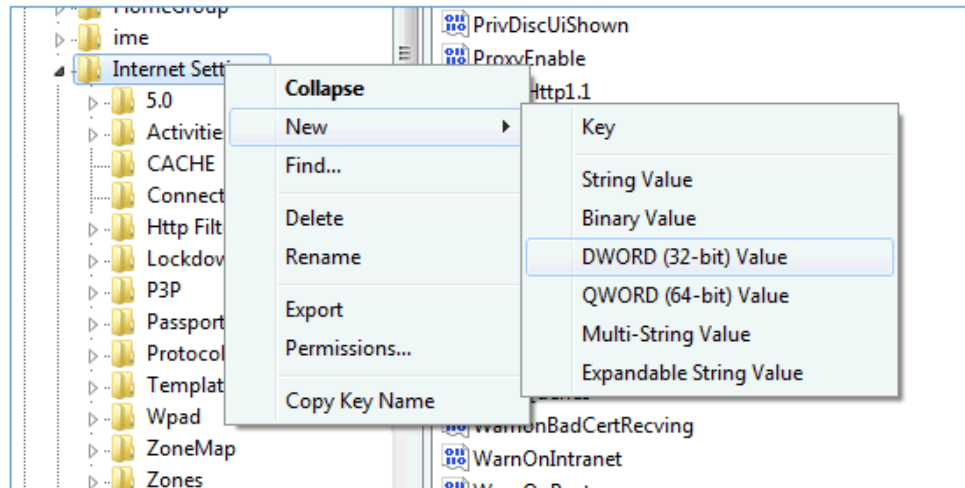 HomeGroup
ime
Internet Sett
5.0
Activitie
CACHE
Connect
Http Filt
Lockdov
P3P
Passport
Protocol
Templat
Wpad
ZoneMap
Zones
Collapse
New
Find...
Delete
Rename
Export
Permissions...
Copy Key Name
Key
String Value
Binary Value
DWORD (32-bit) Value
QWORD (64-bit) Value
Multi-String Value
Expandable String Value
PrivDiscUiShown
ProxyEnable
Http1.1
WarnonBadCertRecving
WarnOnIntranet